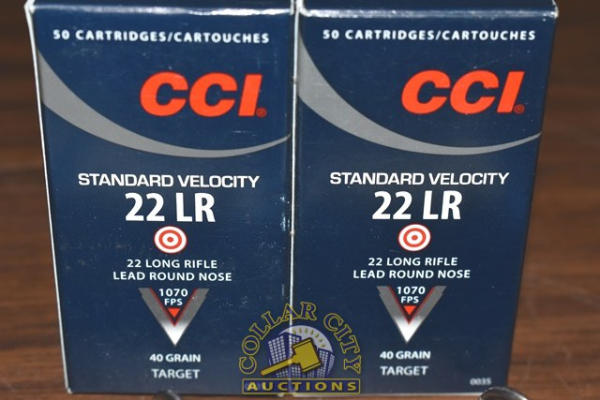 50 CARTRIDGES/CARTOUCHES
CCI®
STANDARD VELOCITY
22 LR
22 LONG RIFLE
LEAD ROUND NOSE
1070
FPS
40 GRAIN
TARGET
50 CARTRIDGES/CARTOUCHES
CCI®
STANDARD VELOCITY
22 LR
22 LONG RIFLE
LEAD ROUND NOSE
1070
FPS
40 GRAIN
TARGET
0035
COLLAR CITY
AUCTIONS